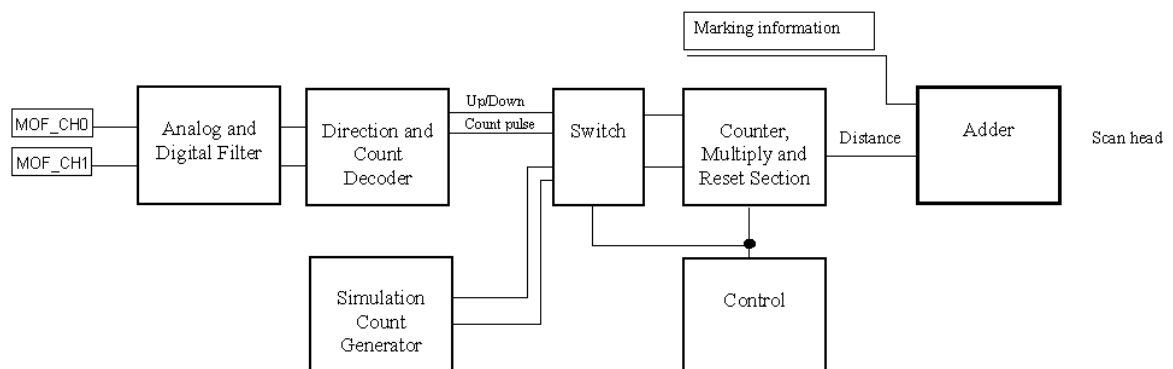 Marking information
MOF_CH0
MOF_CH1
Analog and
Digital Filter
Direction and
Count
Decoder
Up/Down
Count pulse
Switch
Counter,
Multiply and
Reset Section
Distance
Adder
Scan head
Simulation
Count
Generator
Control